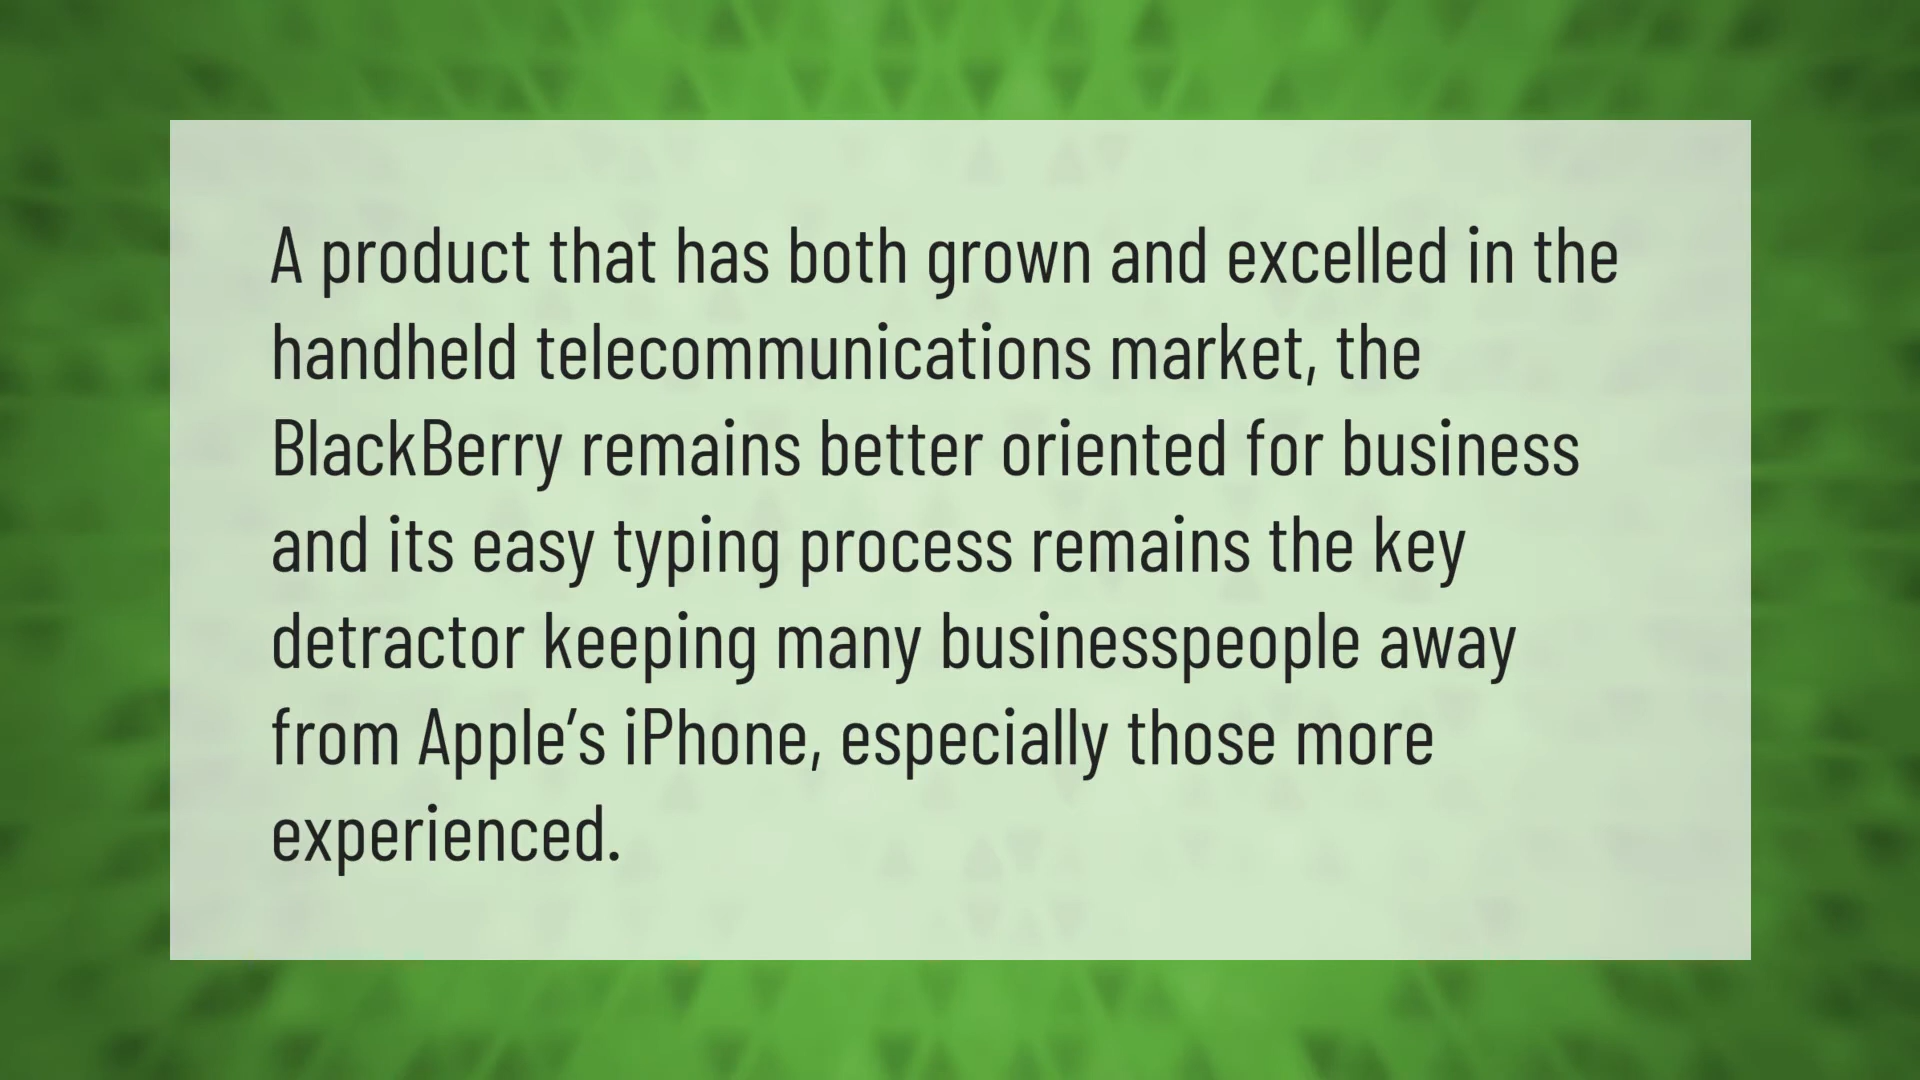 A product that has both grown and excelled in the
handheld telecommunications market, the
BlackBerry remains better oriented for business
and its easy typing process remains the key
detractor keeping many businesspeople away
from Apple’s iPhone, especially those more
experienced.